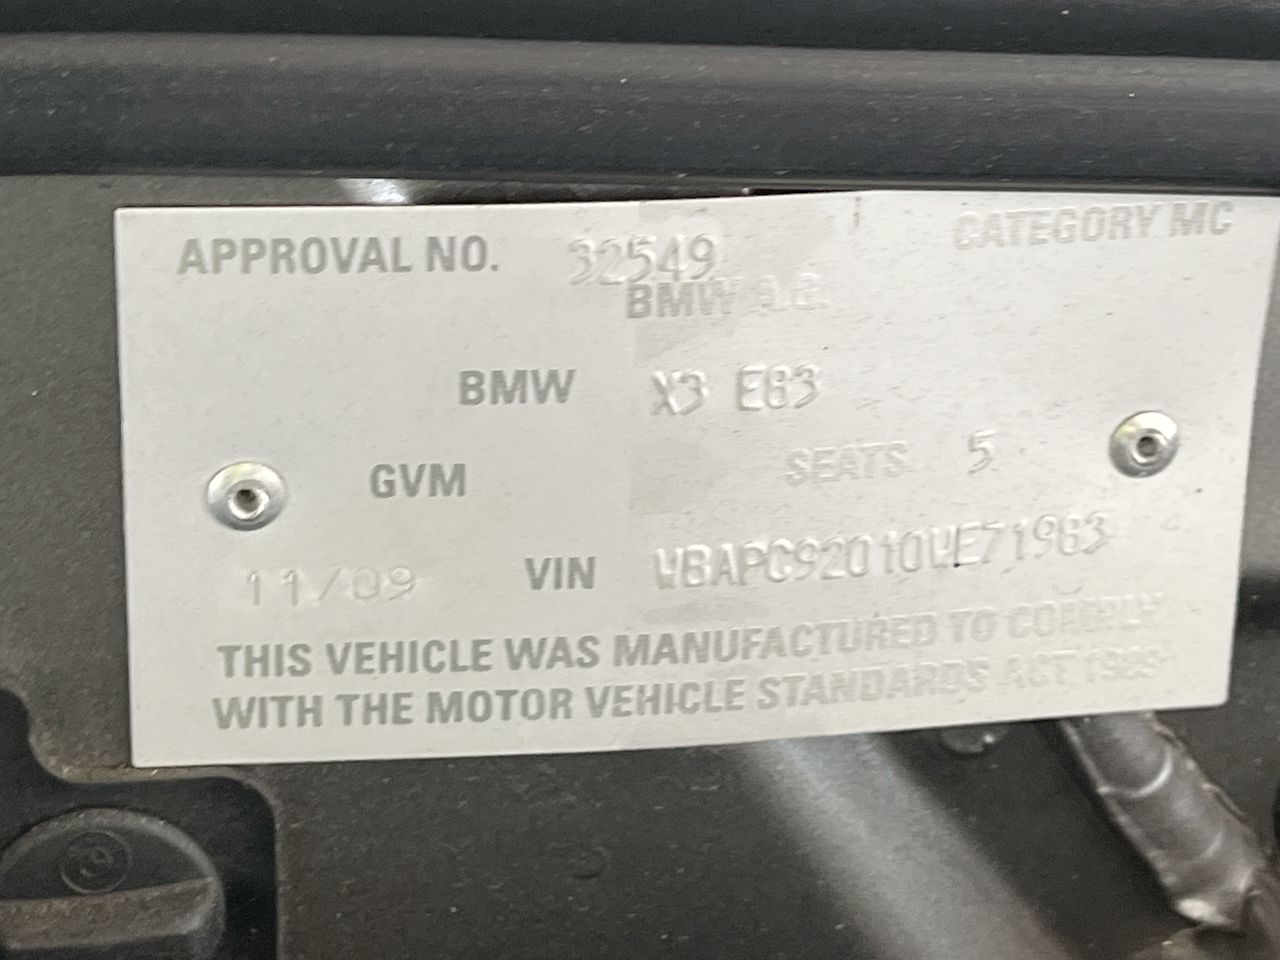 APPROVAL NO. 32549 CATEGORY MC
BMW A.G.
BMW X3 E83
GVM SEATS 5
11/09 VIN WBAPC92010WE71983
THIS VEHICLE WAS MANUFACTURED TO COMPLY
WITH THE MOTOR VEHICLE STANDARDS ACT 1989